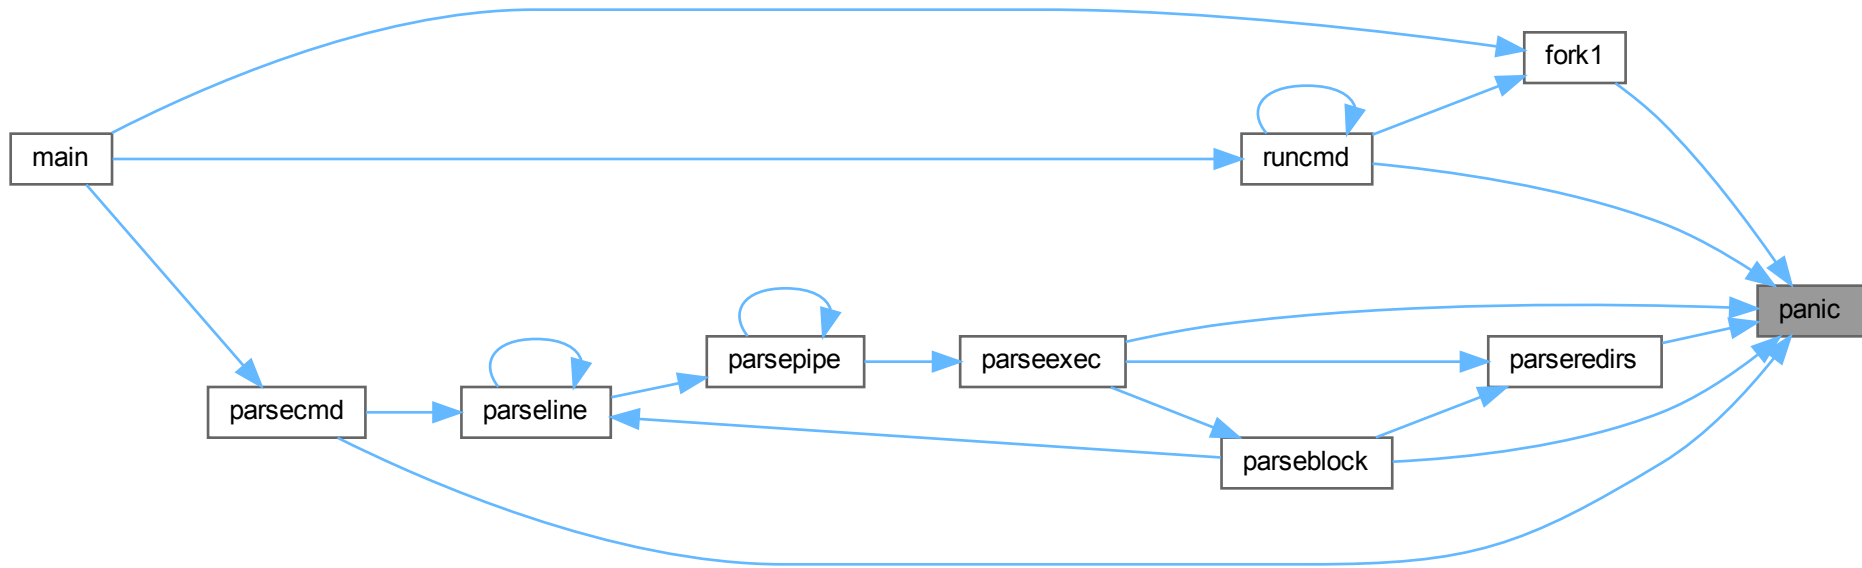 fork1
main
runcmd
panic
parsepipe
parseexec
parseredirs
parsecmd
parseline
parseblock